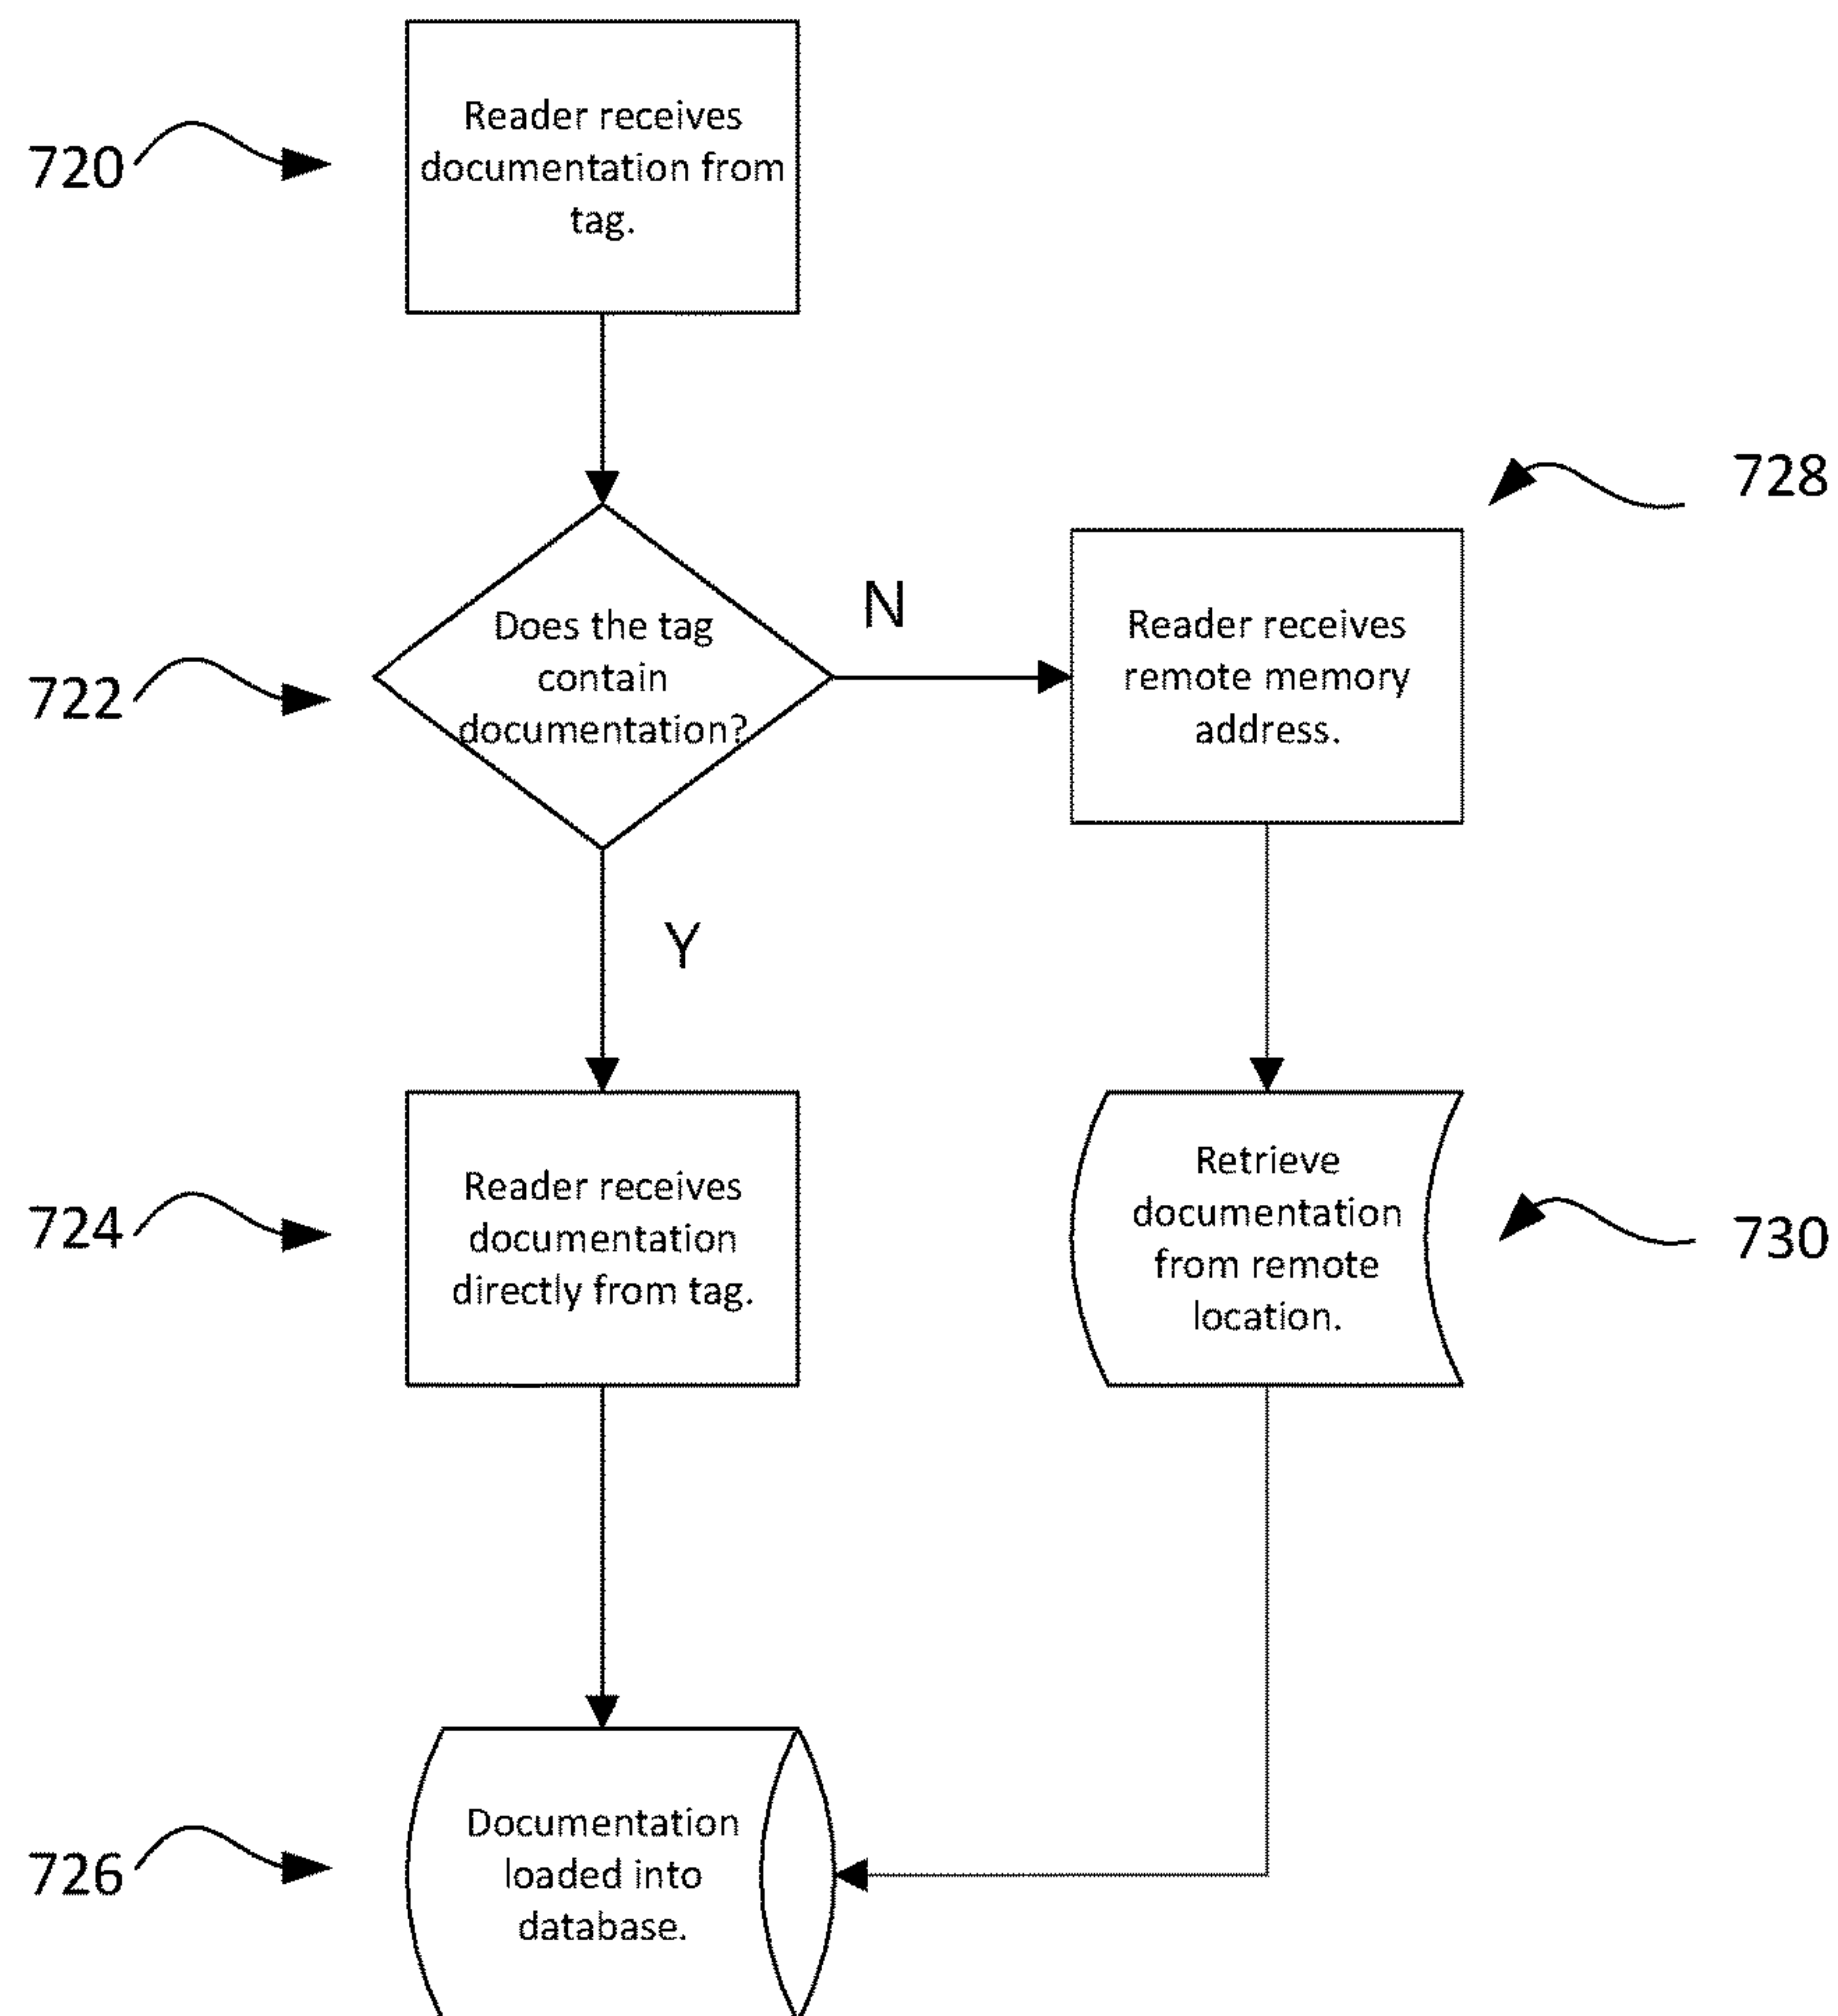 720
Reader receives
documentation from
tag.
722
Does the tag
contain
documentation?
N
Reader receives
remote memory
address.
728
Y
724
Reader receives
documentation
directly from tag.
Retrieve
documentation
from remote
location.
730
726
Documentation
loaded into
database.